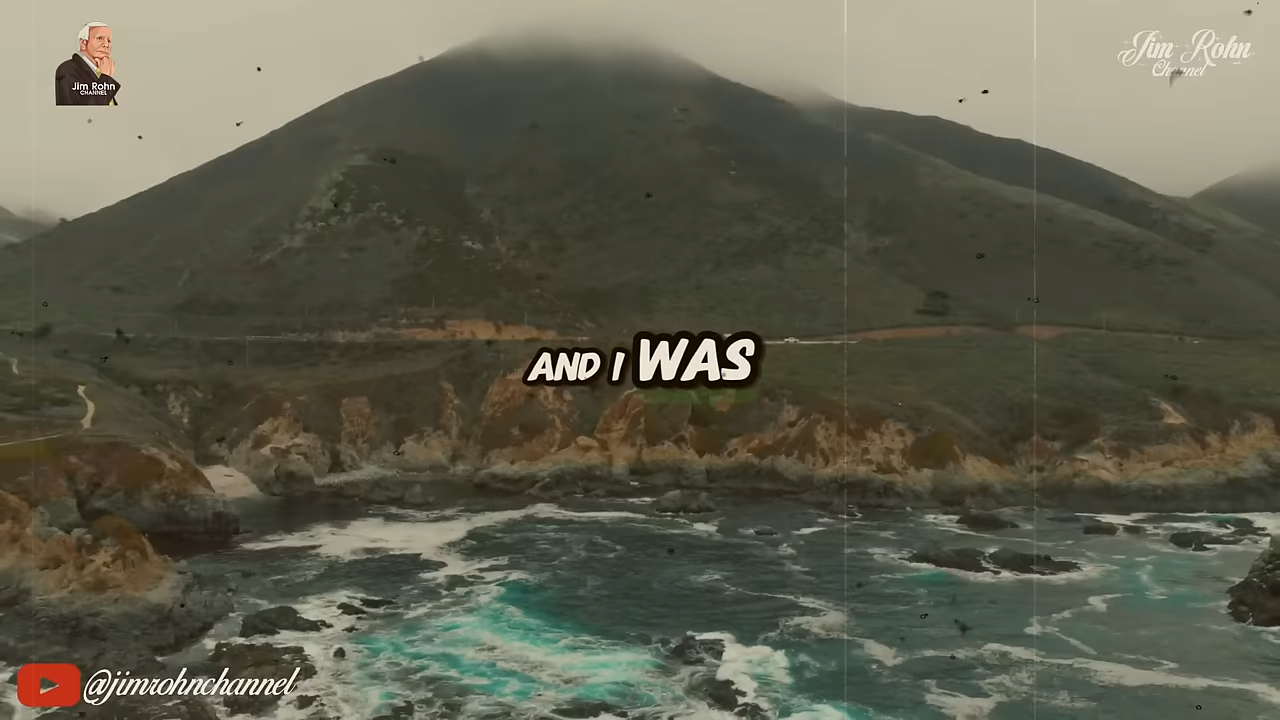 Jim Rohn
CHANNEL
Jim Rohn
Channel
AND I WAS
@jimrohnchannel